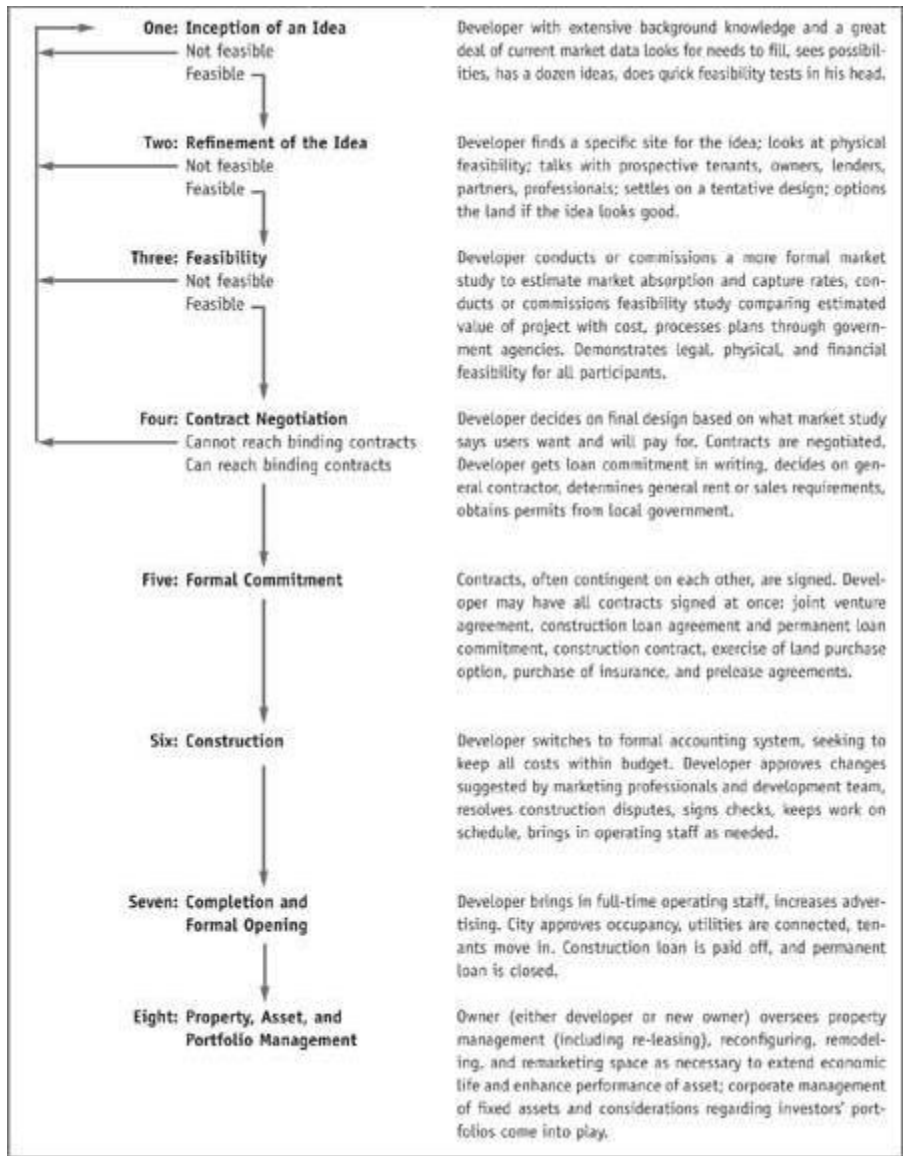 One: Inception of an Idea
Not feasible
Feasible
Developer with extensive background knowledge and a great
deal of current market data looks for needs to fill, sees possibil-
ities, has a dozen ideas, does quick feasibility tests in his head.
Two: Refinement of the Idea
Not feasible
Feasible
Developer finds a specific site for the idea; looks at physical
feasibility; talks with prospective tenants, owners, lenders,
partners, professionals; settles on a tentative design; options
the land if the idea looks good.
Three: Feasibility
Not feasible
Feasible
Developer conducts or commissions a more formal market
study to estimate market absorption and capture rates, con-
ducts or commissions feasibility study comparing estimated
value of project with cost, processes plans through govern-
ment agencies. Demonstrates legal, physical, and financial
feasibility for all participants.
Four: Contract Negotiation
Cannot reach binding contracts
Can reach binding contracts
Developer decides on final design based on what market study
says users want and will pay for. Contracts are negotiated.
Developer gets loan commitment in writing, decides on gen-
eral contractor, determines general rent or sales requirements,
obtains permits from local government.
Five: Formal Commitment
Contracts, often contingent on each other, are signed. Devel-
oper may have all contracts signed at once: joint venture
agreement, construction loan agreement and permanent loan
commitment, construction contract, exercise of land purchase
option, purchase of insurance, and prelease agreements.
Six: Construction
Developer switches to formal accounting system, seeking to
keep all costs within budget. Developer approves changes
suggested by marketing professionals and development team,
resolves construction disputes, signs checks, keeps work on
schedule, brings in operating staff as needed.
Seven: Completion and
Formal Opening
Developer brings in full-time operating staff, increases adver-
tising. City approves occupancy, utilities are connected, ten-
ants move in. Construction loan is paid off, and permanent
loan is closed.
Eight: Property, Asset, and
Portfolio Management
Owner (either developer or new owner) oversees property
management (including re-leasing), reconfiguring, remodel-
ing, and remarketing space as necessary to extend economic
life and enhance performance of asset; corporate management
of fixed assets and considerations regarding investors' port-
folios come into play.